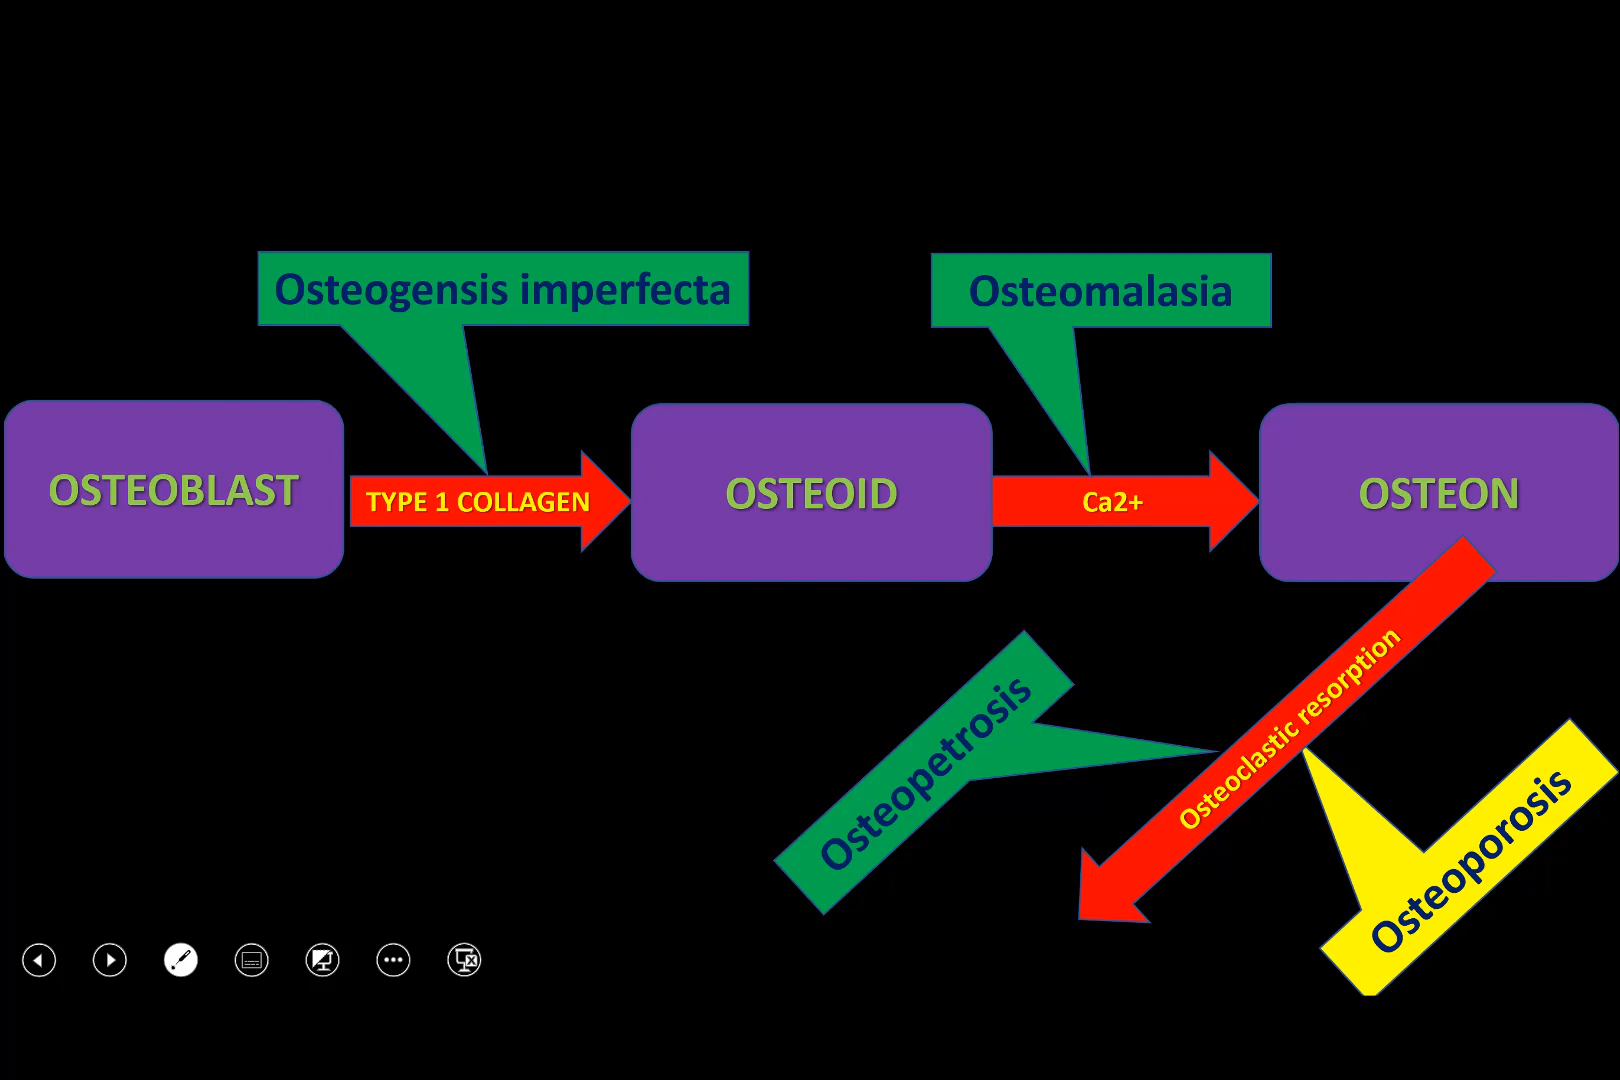 Osteogensis imperfecta
Osteomalasia
OSTEOBLAST
TYPE 1 COLLAGEN
OSTEOID
Ca2+
OSTEON
Osteoclastic resorption
Osteopetrosis
Osteoporosis